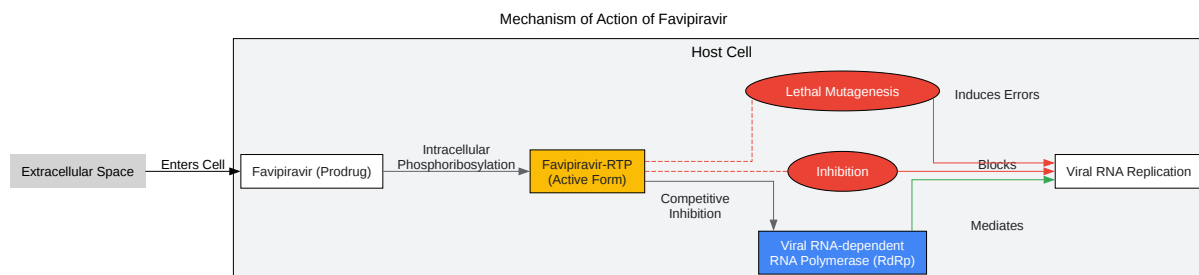 Mechanism of Action of Favipiravir
Host Cell
Lethal Mutagenesis
Induces Errors
Extracellular Space
Enters Cell
Favipiravir (Prodrug)
Intracellular
Phosphoribosylation
Favipiravir-RTP
(Active Form)
Inhibition
Blocks
Viral RNA Replication
Competitive
Inhibition
Mediates
Viral RNA-dependent
RNA Polymerase (RdRp)